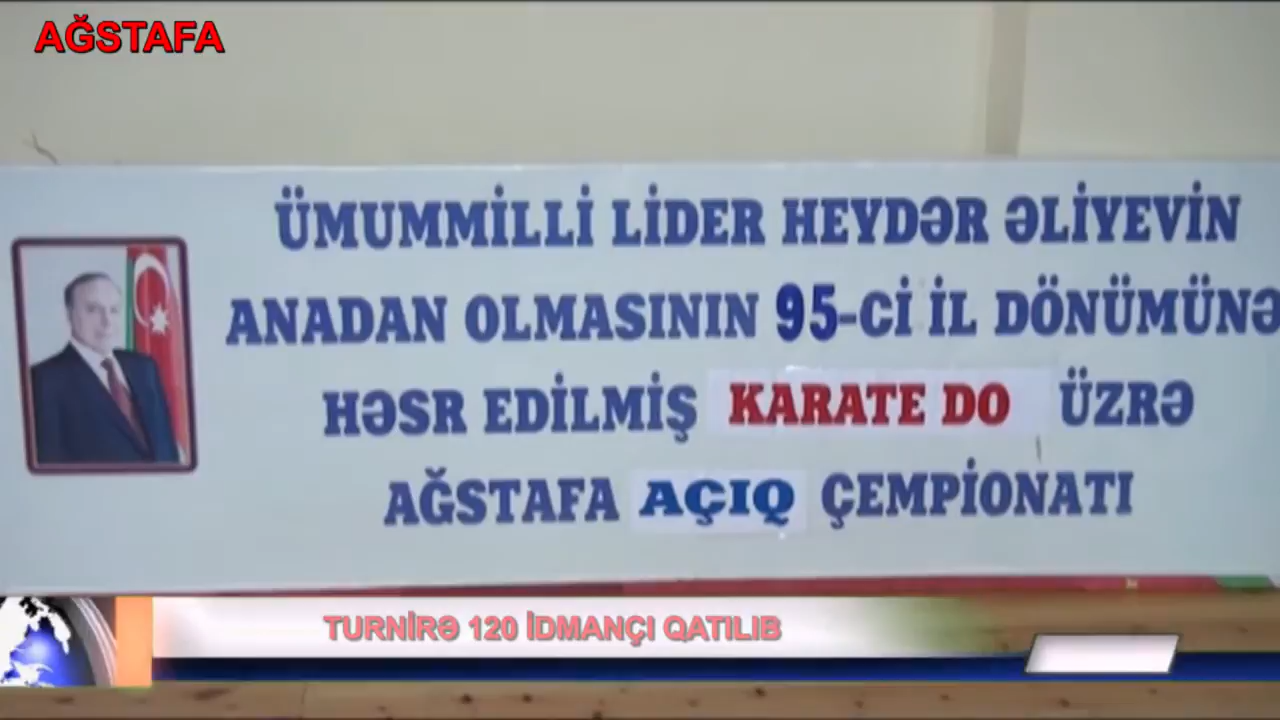 AĞSTAFA
ÜMUMMİLLİ LİDER HEYDƏR ƏLİYEVİN
ANADAN OLMASININ 95-Cİ İL DÖNÜMÜNƏ
HƏSR EDİLMİŞ KARATE DO ÜZRƏ
AĞSTAFA AÇIQ ÇEMPİONATI
TURNİRƏ 120 İDMANÇI QATILIB